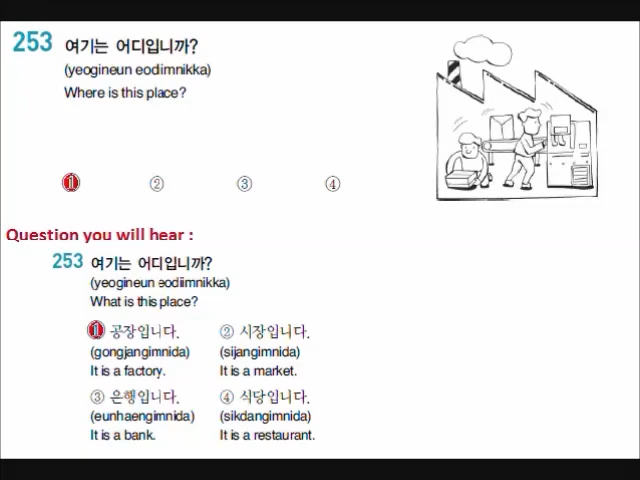 253 여기는 어디입니까?
(yeogineun eodimnikka)
Where is this place?
① ② ③ ④
Question you will hear :
253 여기는 어디입니까?
(yeogineun eodiimnikka)
What is this place?
① 공장입니다. ② 시장입니다.
(gongjangimnida) (sijangimnida)
It is a factory. It is a market.
③ 은행입니다. ④ 식당입니다.
(eunhaengimnida) (sikdangimnida)
It is a bank. It is a restaurant.